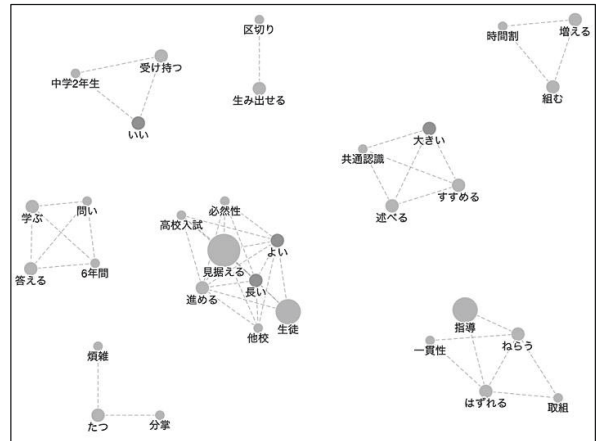 区切り
生み出せる
受け持つ
中学2年生
いい
増える
時間割
組む
大きい
共通認識
すすめる
述べる
問い
学ぶ
6年間
答える
必然性
高校入試
よい
見据える
長い
進める
生徒
他校
指導
ねらう
一貫性
はずれる
取組
煩雑
たつ
分掌